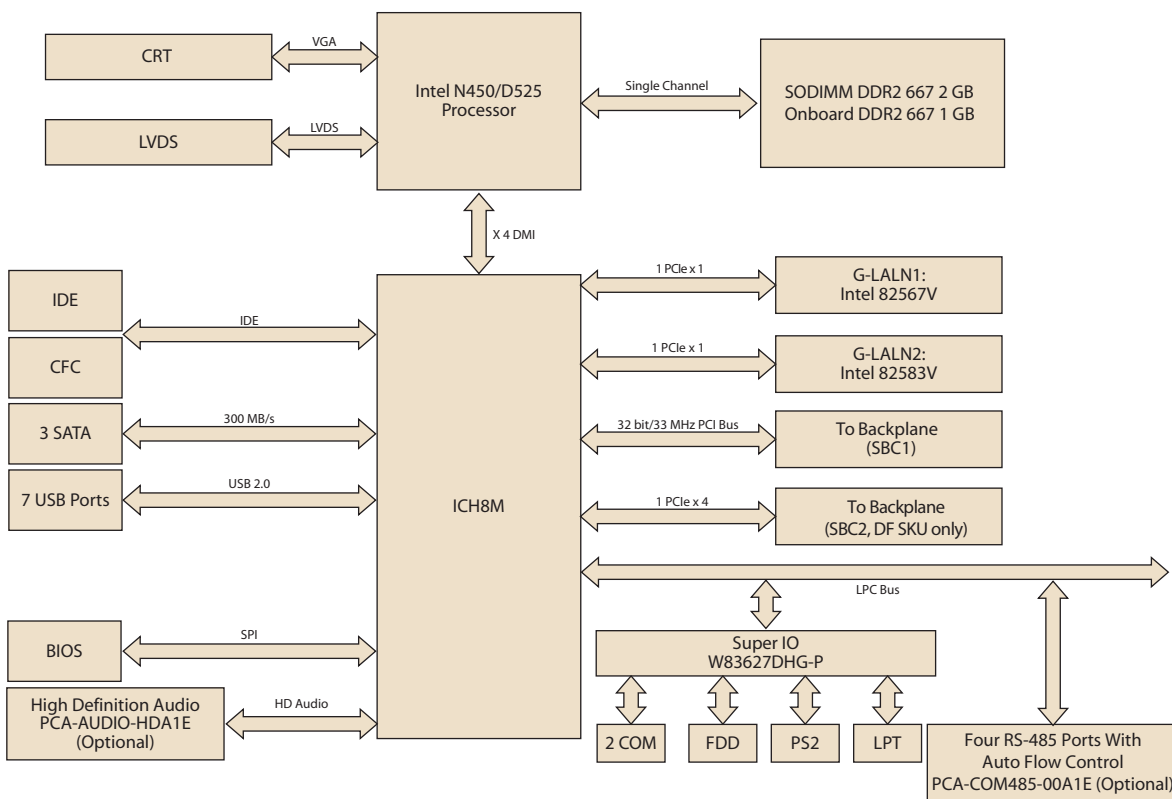 CRT
VGA
Intel N450/D525
Processor
Single Channel
SODIMM DDR2 667 2 GB
Onboard DDR2 667 1 GB
LVDS
LVDS
X 4 DMI
IDE
CFC
IDE
3 SATA
300 MB/s
7 USB Ports
USB 2.0
BIOS
SPI
High Definition Audio
PCA-AUDIO-HDA1E
(Optional)
HD Audio
ICH8M
1 PCIe x 1
G-LALN1:
Intel 82567V
1 PCIe x 1
G-LALN2:
Intel 82583V
32 bit/33 MHz PCI Bus
To Backplane
(SBC1)
1 PCIe x 4
To Backplane
(SBC2, DF SKU only)
LPC Bus
Super IO
W83627DHG-P
2 COM
FDD
PS2
LPT
Four RS-485 Ports With
Auto Flow Control
PCA-COM485-00A1E (Optional)